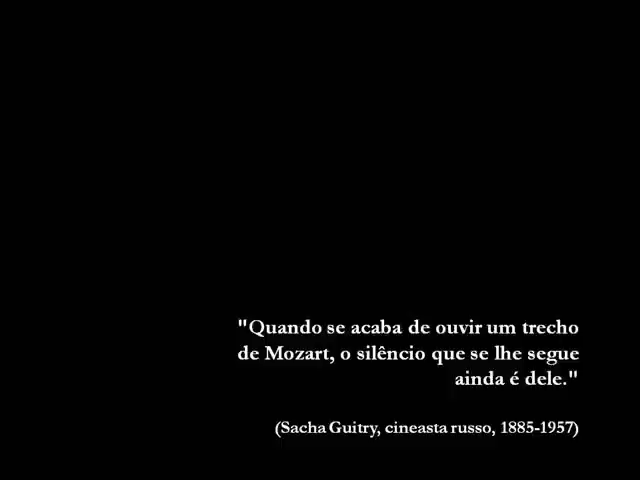 "Quando se acaba de ouvir um trecho
de Mozart, o silêncio que se lhe segue
ainda é dele."
(Sacha Guitry, cineasta russo, 1885-1957)